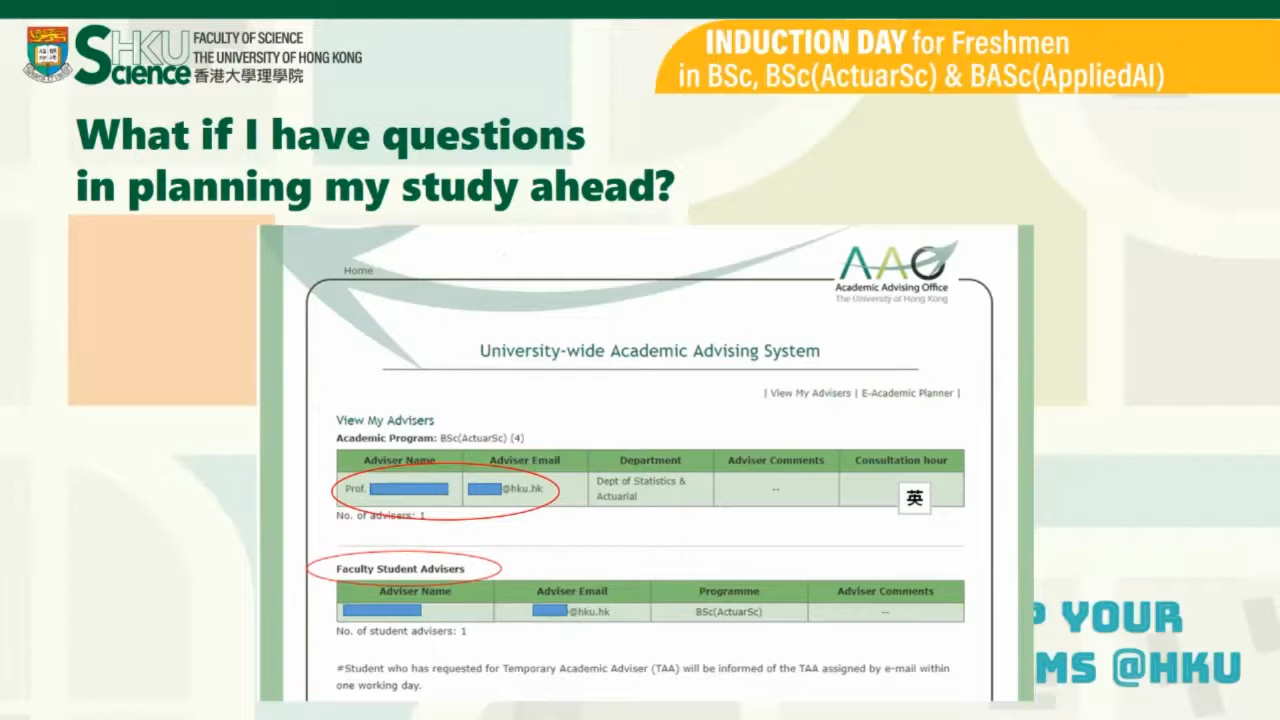 SHKU
Science
FACULTY OF SCIENCE
THE UNIVERSITY OF HONG KONG
香港大學理學院
INDUCTION DAY for Freshmen
in BSc, BSc(ActuarSc) & BASc(AppliedAI)
What if I have questions
in planning my study ahead?
Home
AAO
Academic Advising Office
The University of Hong Kong
University-wide Academic Advising System
| View My Advisers | E-Academic Planner |
View My Advisers
Academic Program: BSc(ActuarSc) (4)
Adviser Name Adviser Email Department Adviser Comments Consultation hour
Prof. @hku.hk Dept of Statistics & Actuarial -- 
英
No. of advisers: 1
Faculty Student Advisers
Adviser Name Adviser Email Programme Adviser Comments
@hku.hk BSc(ActuarSc) --
No. of student advisers: 1
#Student who has requested for Temporary Academic Adviser (TAA) will be informed of the TAA assigned by e-mail within
one working day.
P YOUR
MS @HKU